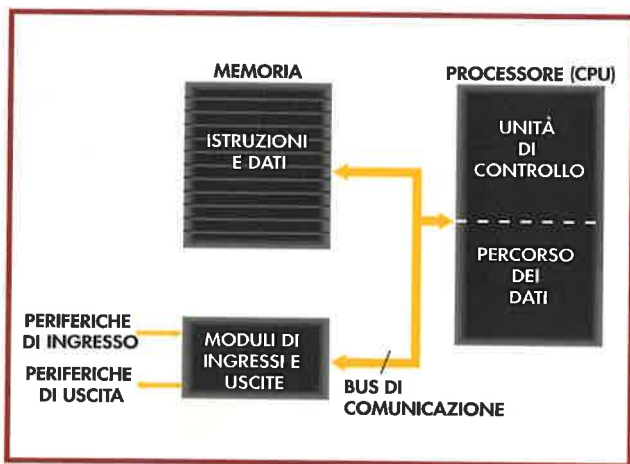 MEMORIA
PROCESSORE (CPU)
ISTRUZIONI
E DATI
UNITÀ
DI
CONTROLLO
PERCORSO
DEI
DATI
PERIFERICHE
DI INGRESSO
PERIFERICHE
DI USCITA
MODULI DI
INGRESSI E
USCITE
BUS DI
COMUNICAZIONE